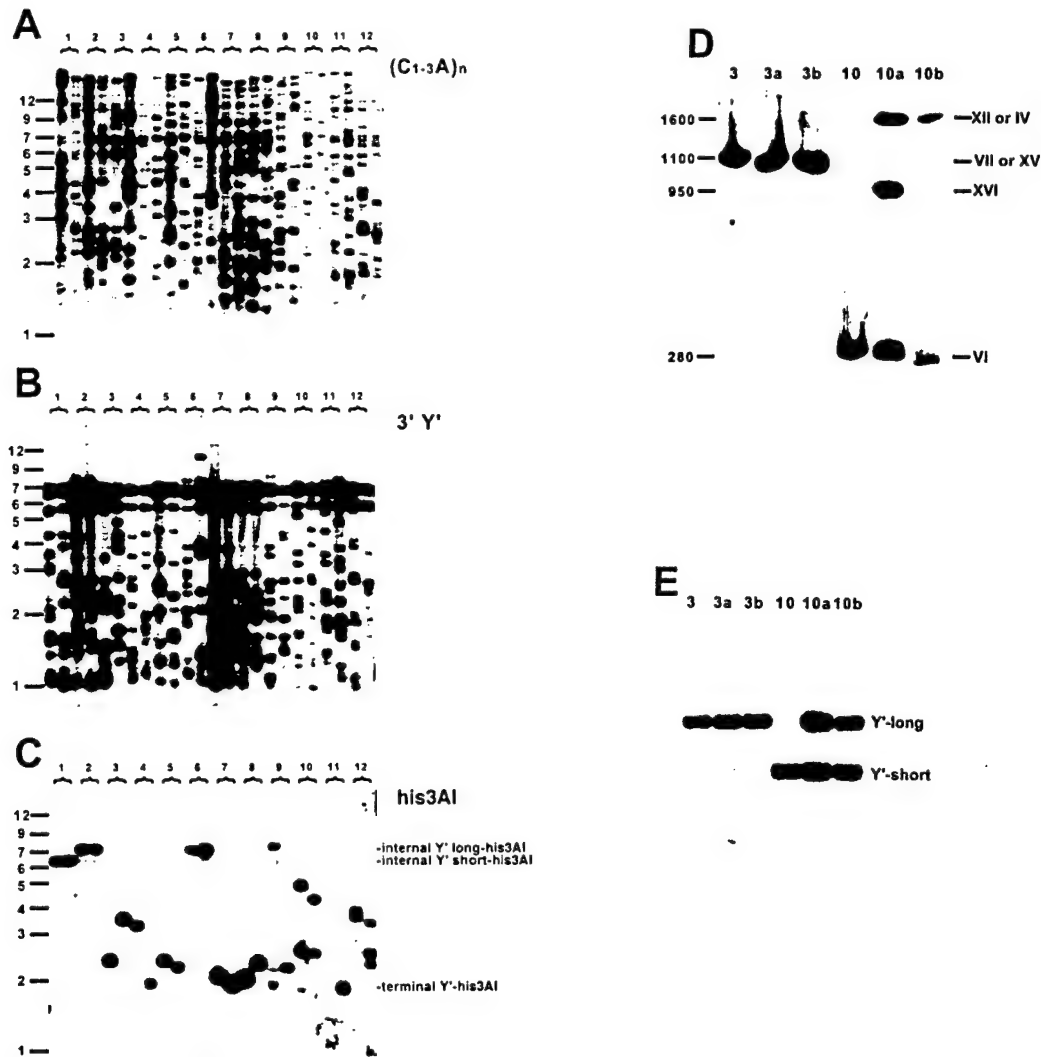 A
1 2 3 4 5 6 7 8 9 10 11 12
(C1-3A)n
12
9
7
6
5
4
3
2
1
B
1 2 3 4 5 6 7 8 9 10 11 12
3' Y'
12
9
7
6
5
4
3
2
1
C
1 2 3 4 5 6 7 8 9 10 11 12
his3AI
12
9
7
6
5
4
3
2
1
-internal Y' long-his3AI
-internal Y' short-his3AI
-terminal Y'-his3AI
D
3 3a 3b 10 10a 10b
1600
1100
950
280
XII or IV
VII or XV
XVI
VI
E
3 3a 3b 10 10a 10b
Y'-long
Y'-short